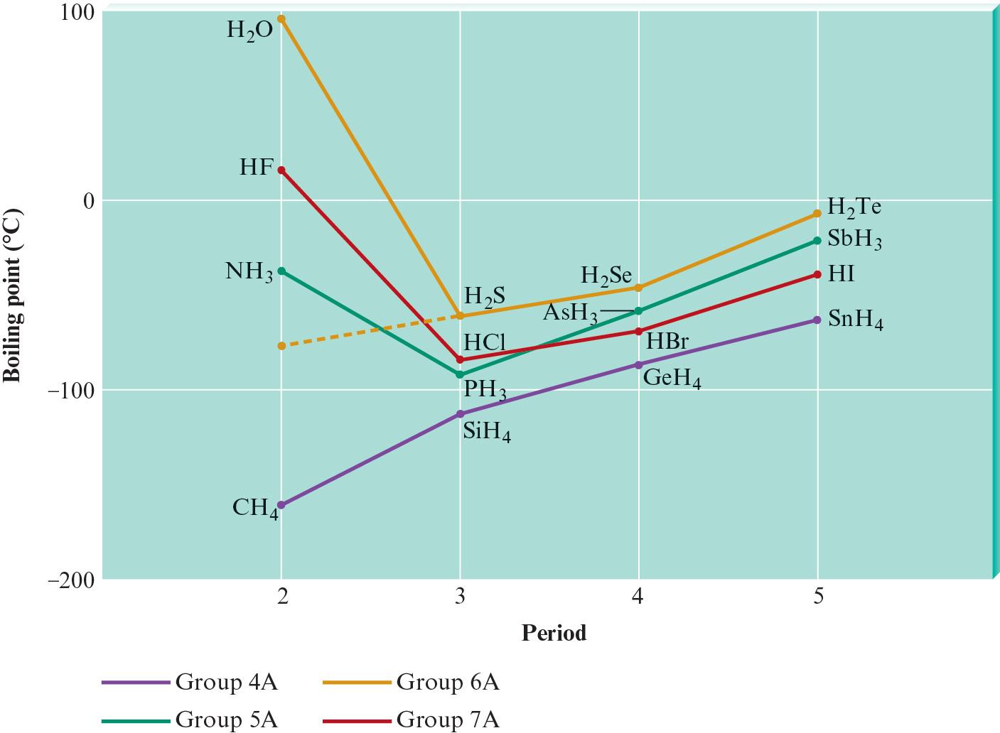 100
H₂O
HF
0
H₂Te
SbH₃
NH₃
H₂Se
HI
H₂S
AsH₃
SnH₄
HCl
HBr
Boiling point (°C)
GeH₄
–100
PH₃
SiH₄
CH₄
–200
2 3 4 5
Period
Group 4A Group 6A
Group 5A Group 7A